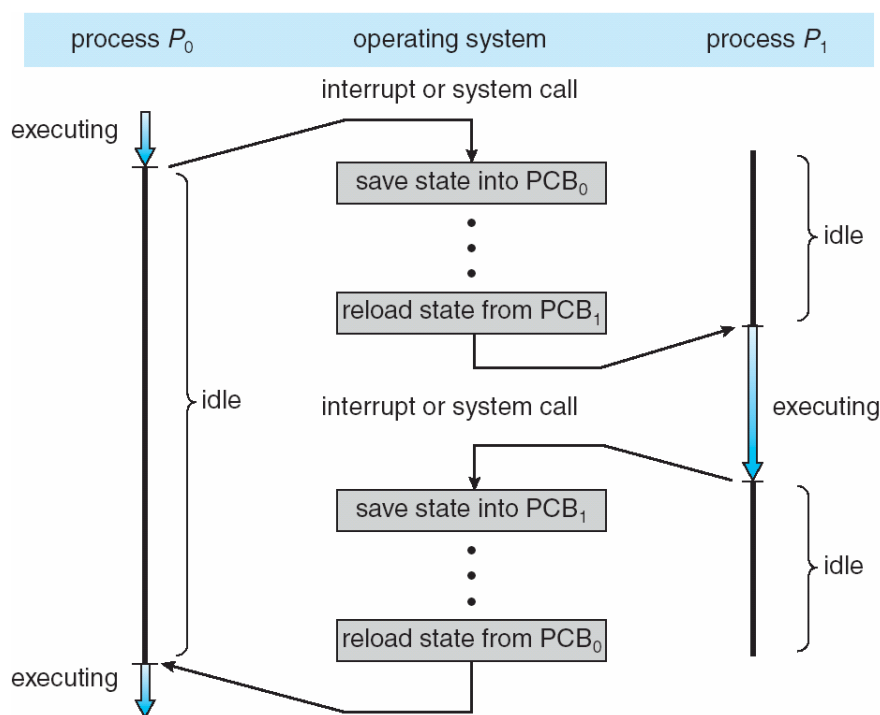 process P₀ operating system process P₁
interrupt or system call
executing
save state into PCB₀
idle
reload state from PCB₁
idle
interrupt or system call
executing
save state into PCB₁
idle
reload state from PCB₀
executing